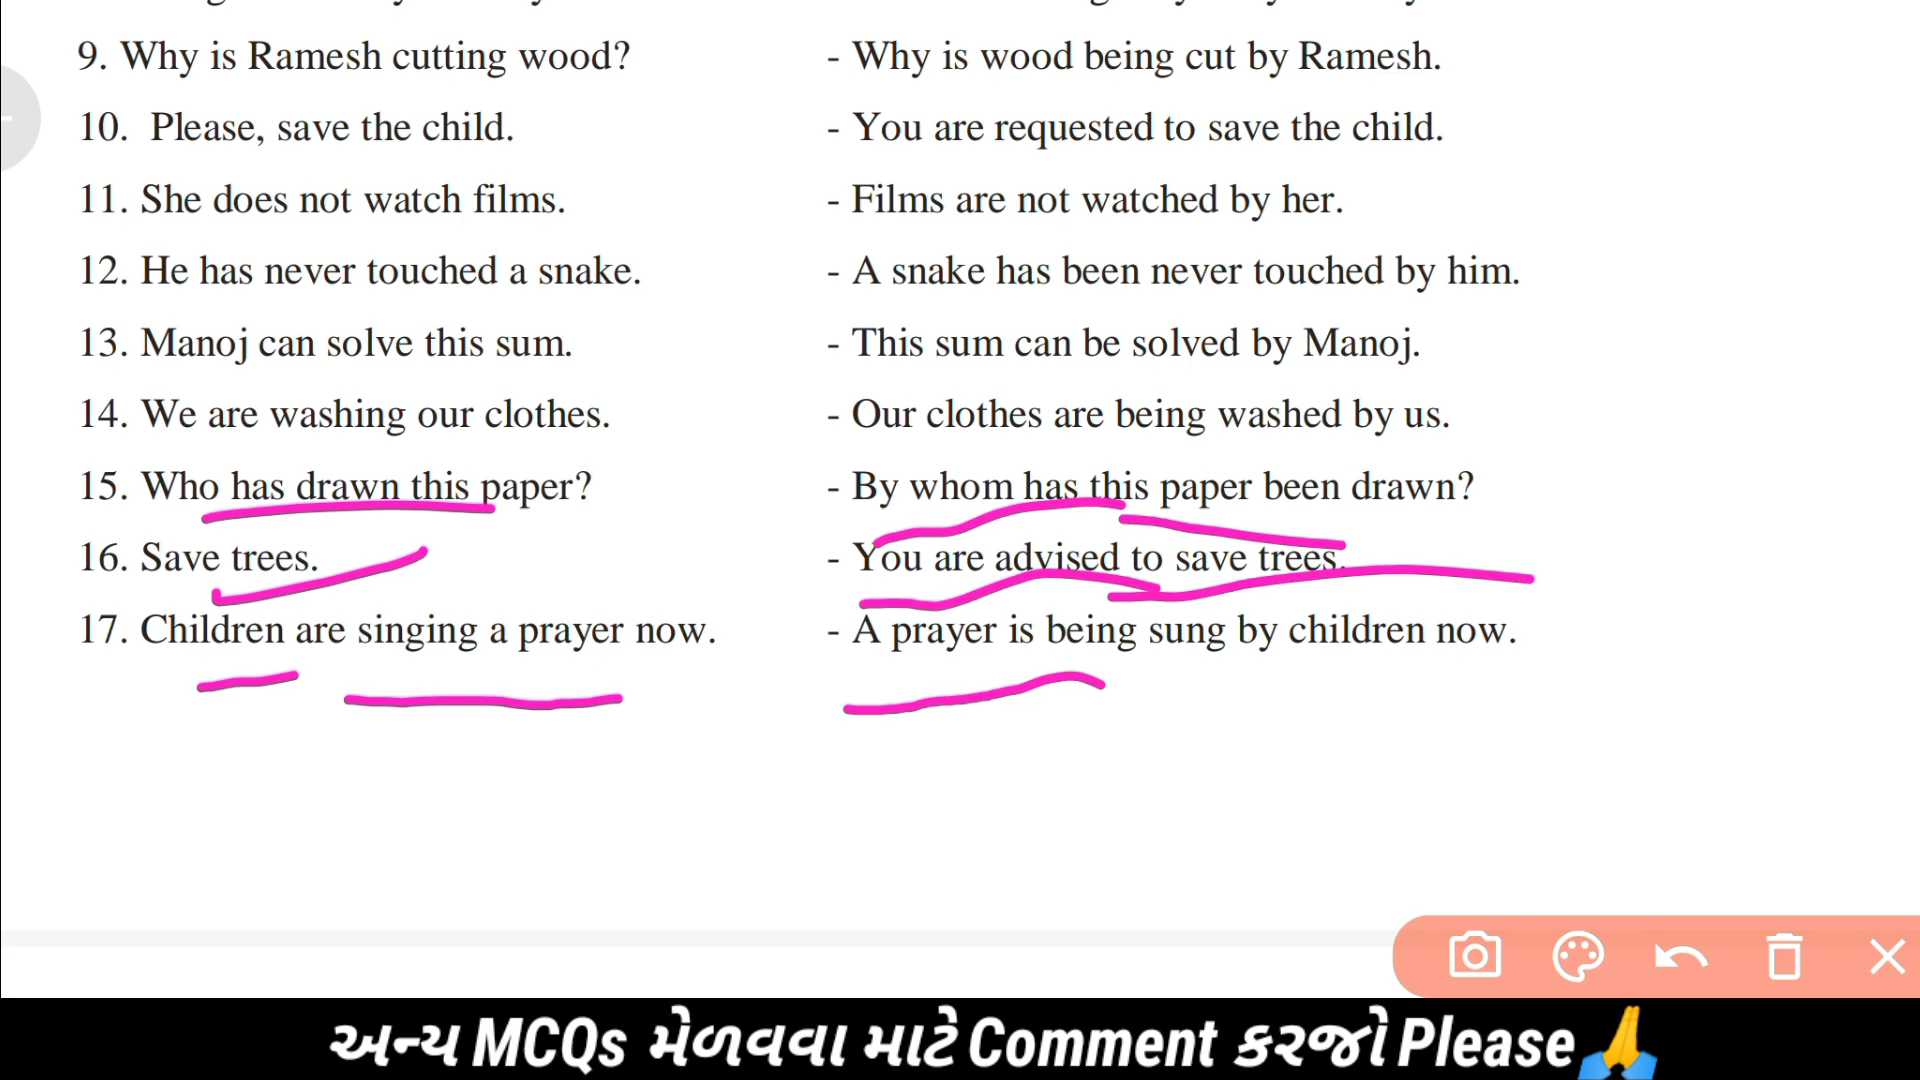 9. Why is Ramesh cutting wood? - Why is wood being cut by Ramesh.
10. Please, save the child. - You are requested to save the child.
11. She does not watch films. - Films are not watched by her.
12. He has never touched a snake. - A snake has been never touched by him.
13. Manoj can solve this sum. - This sum can be solved by Manoj.
14. We are washing our clothes. - Our clothes are being washed by us.
15. Who has drawn this paper? - By whom has this paper been drawn?
16. Save trees. - You are advised to save trees.
17. Children are singing a prayer now. - A prayer is being sung by children now.
અન્ય MCQs મેળવવા માટે Comment કરજો Please🙏